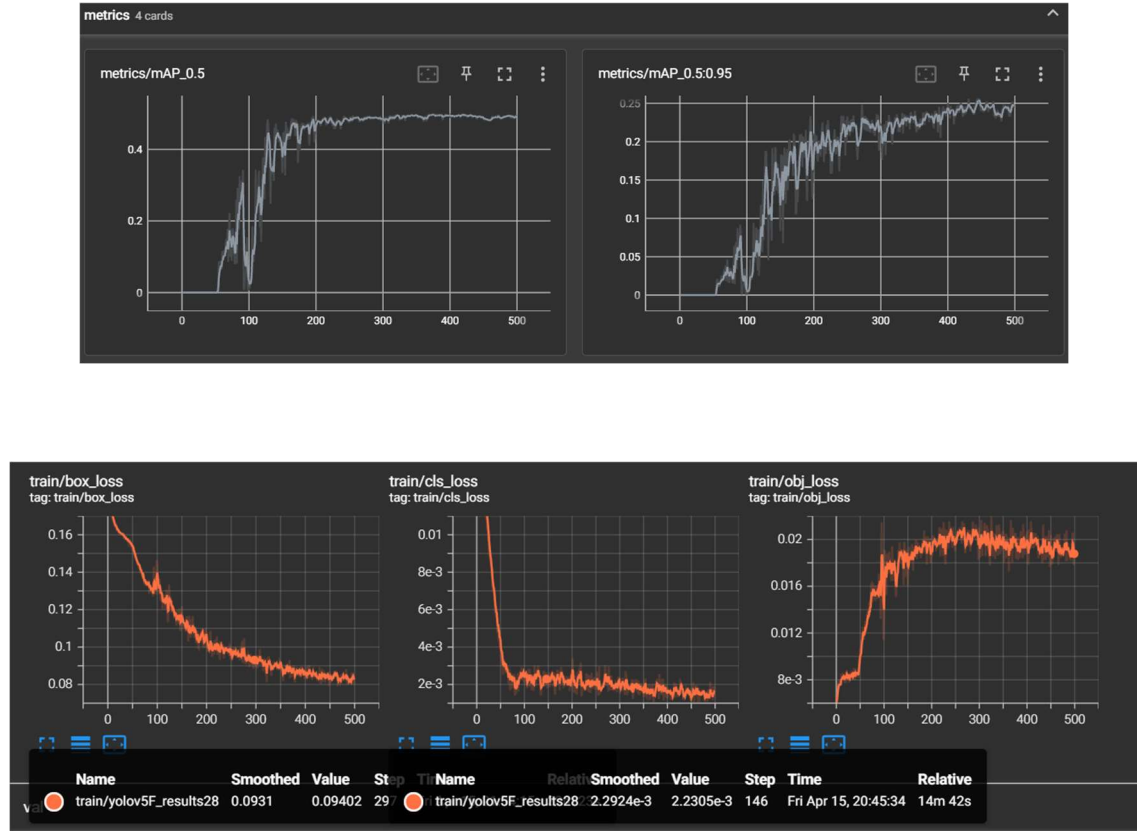 metrics 4 cards
metrics/mAP_0.5
0.4
0.2
0
0 100 200 300 400 500
metrics/mAP_0.5:0.95
0.25
0.2
0.15
0.1
0.05
0
0 100 200 300 400 500
train/box_loss
tag: train/box_loss
0.16
0.14
0.12
0.1
0.08
0 100 200 300 400 500
train/cls_loss
tag: train/cls_loss
0.01
8e-3
6e-3
4e-3
2e-3
0 100 200 300 400 500
train/obj_loss
tag: train/obj_loss
0.02
0.016
0.012
8e-3
0 100 200 300 400 500
Name Smoothed Value
train/yolov5F_results28 0.0931 0.09402 297
Name Smoothed Value Step Time Relative
train/yolov5F_results28 2.2924e-3 2.2305e-3 146 Fri Apr 15, 20:45:34 14m 42s